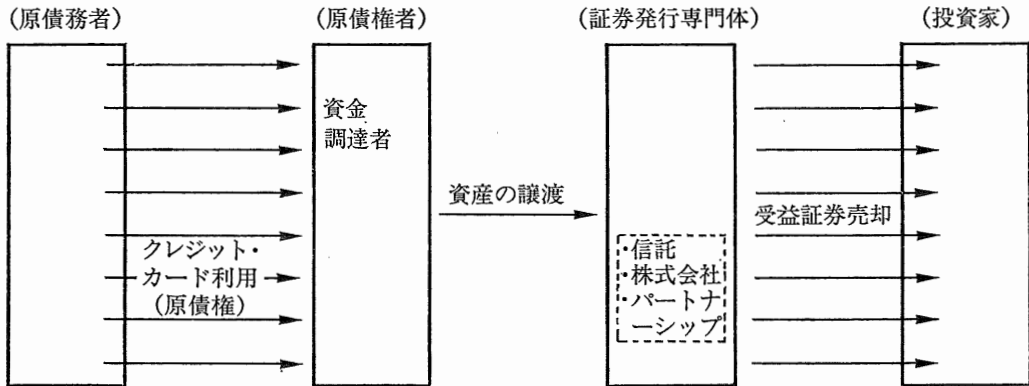 (原債務者)
(原債権者)
(証券発行専門体)
(投資家)
資金
調達者
資産の譲渡
受益証券売却
クレジット・
カード利用
(原債権)
・信託
・株式会社
・パートナ
ーシップ